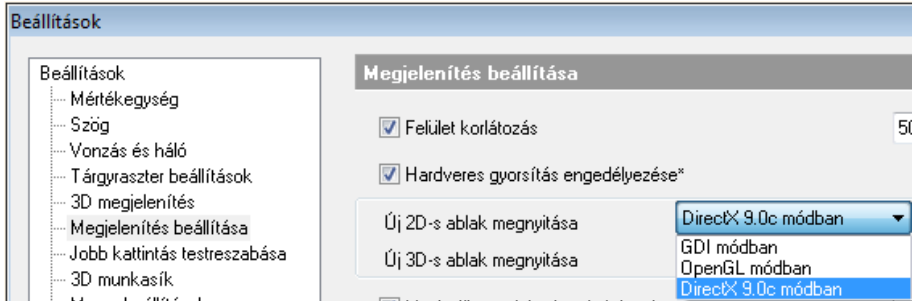 Beállítások
Beállítások
Mértékegység
Szög
Vonzás és háló
Tárgyraszter beállítások
3D megjelenítés
Megjelenítés beállítása
Jobb kattintás testreszabása
3D munkasík
Megjelenítés beállítása
Felület korlátozás
50
Hardveres gyorsítás engedélyezése*
Új 2D-s ablak megnyitása
DirectX 9.0c módban
GDI módban
Új 3D-s ablak megnyitása
OpenGL módban
DirectX 9.0c módban